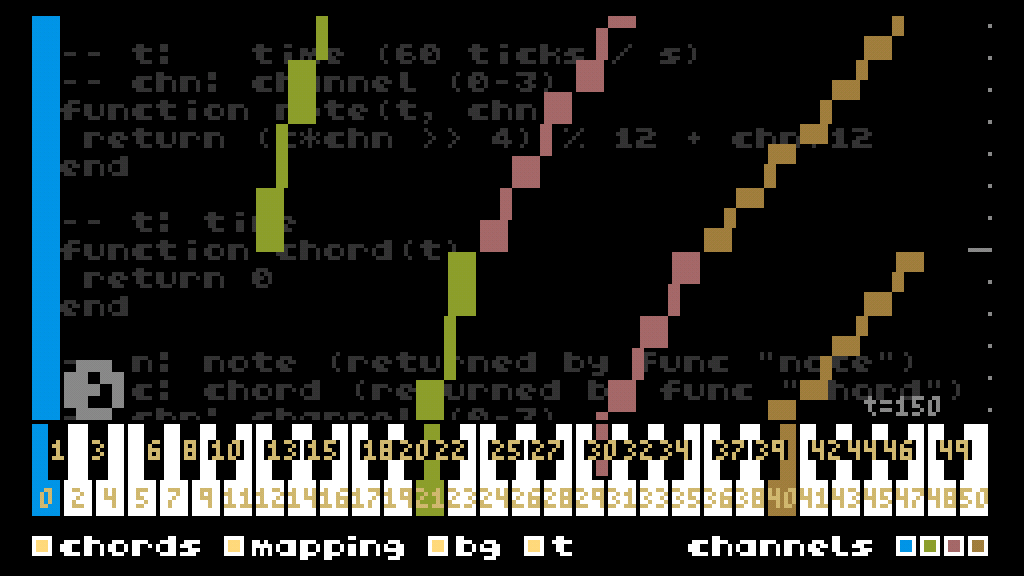 -- t:    time (60 ticks / s)
-- chn: channel (0-3)
function note(t, chn)
 return (t*chn >> 4) % 12 + chn*12
end
-- t: time
function chord(t)
 return 0
end
-- n: note (returned by func "note")
c: chord (returned by func "chord")
t=150
-- chn: channel (0-3)
1 3 6 8 10 13 15 18 20 22 25 27 30 32 34 37 39 42 44 46 49
0 2 4 5 7 9 11 12 14 16 17 19 21 23 24 26 28 29 31 33 35 36 38 40 41 43 45 47 48 50
chords mapping bg t channels